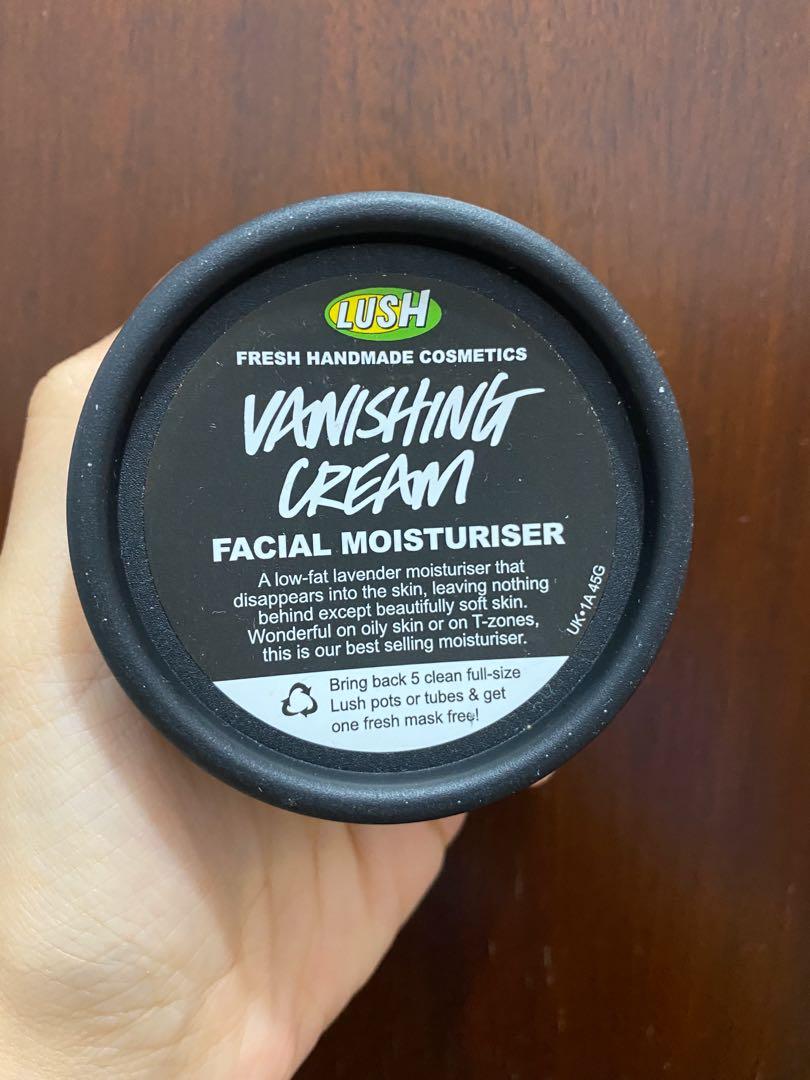 LUSH
FRESH HANDMADE COSMETICS
VANISHING
CREAM
FACIAL MOISTURISER
A low-fat lavender moisturiser that
disappears into the skin, leaving nothing
behind except beautifully soft skin.
Wonderful on oily skin or on T-zones,
this is our best selling moisturiser.
UK•1A 45G
Bring back 5 clean full-size
Lush pots or tubes & get
one fresh mask free!